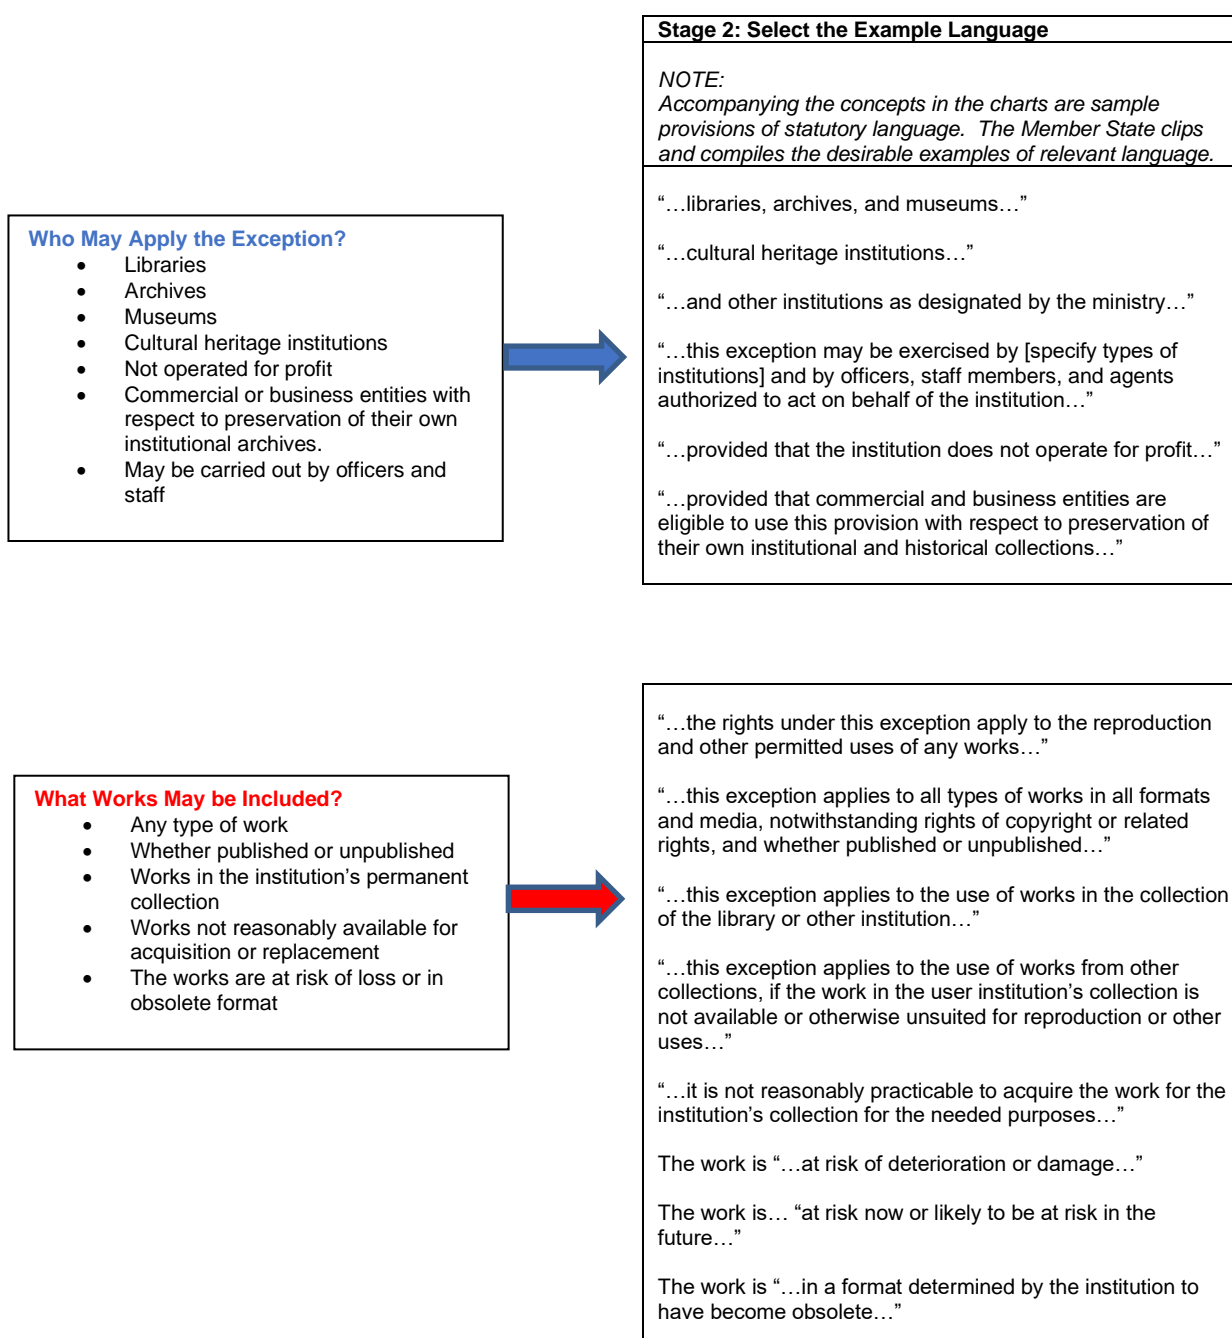 Stage 2: Select the Example Language
NOTE:
Accompanying the concepts in the charts are sample
provisions of statutory language.  The Member State clips
and compiles the desirable examples of relevant language.
Who May Apply the Exception?
• Libraries
• Archives
• Museums
• Cultural heritage institutions
• Not operated for profit
• Commercial or business entities with
respect to preservation of their own
institutional archives.
• May be carried out by officers and
staff
“…libraries, archives, and museums…”
“…cultural heritage institutions…”
“…and other institutions as designated by the ministry…”
“…this exception may be exercised by [specify types of
institutions] and by officers, staff members, and agents
authorized to act on behalf of the institution…”
“…provided that the institution does not operate for profit…”
“…provided that commercial and business entities are
eligible to use this provision with respect to preservation of
their own institutional and historical collections…”
What Works May be Included?
• Any type of work
• Whether published or unpublished
• Works in the institution’s permanent
collection
• Works not reasonably available for
acquisition or replacement
• The works are at risk of loss or in
obsolete format
“…the rights under this exception apply to the reproduction
and other permitted uses of any works…”
“…this exception applies to all types of works in all formats
and media, notwithstanding rights of copyright or related
rights, and whether published or unpublished…”
“…this exception applies to the use of works in the collection
of the library or other institution…”
“…this exception applies to the use of works from other
collections, if the work in the user institution’s collection is
not available or otherwise unsuited for reproduction or other
uses…”
“…it is not reasonably practicable to acquire the work for the
institution’s collection for the needed purposes…”
The work is “…at risk of deterioration or damage…”
The work is… “at risk now or likely to be at risk in the
future…”
The work is “…in a format determined by the institution to
have become obsolete…”